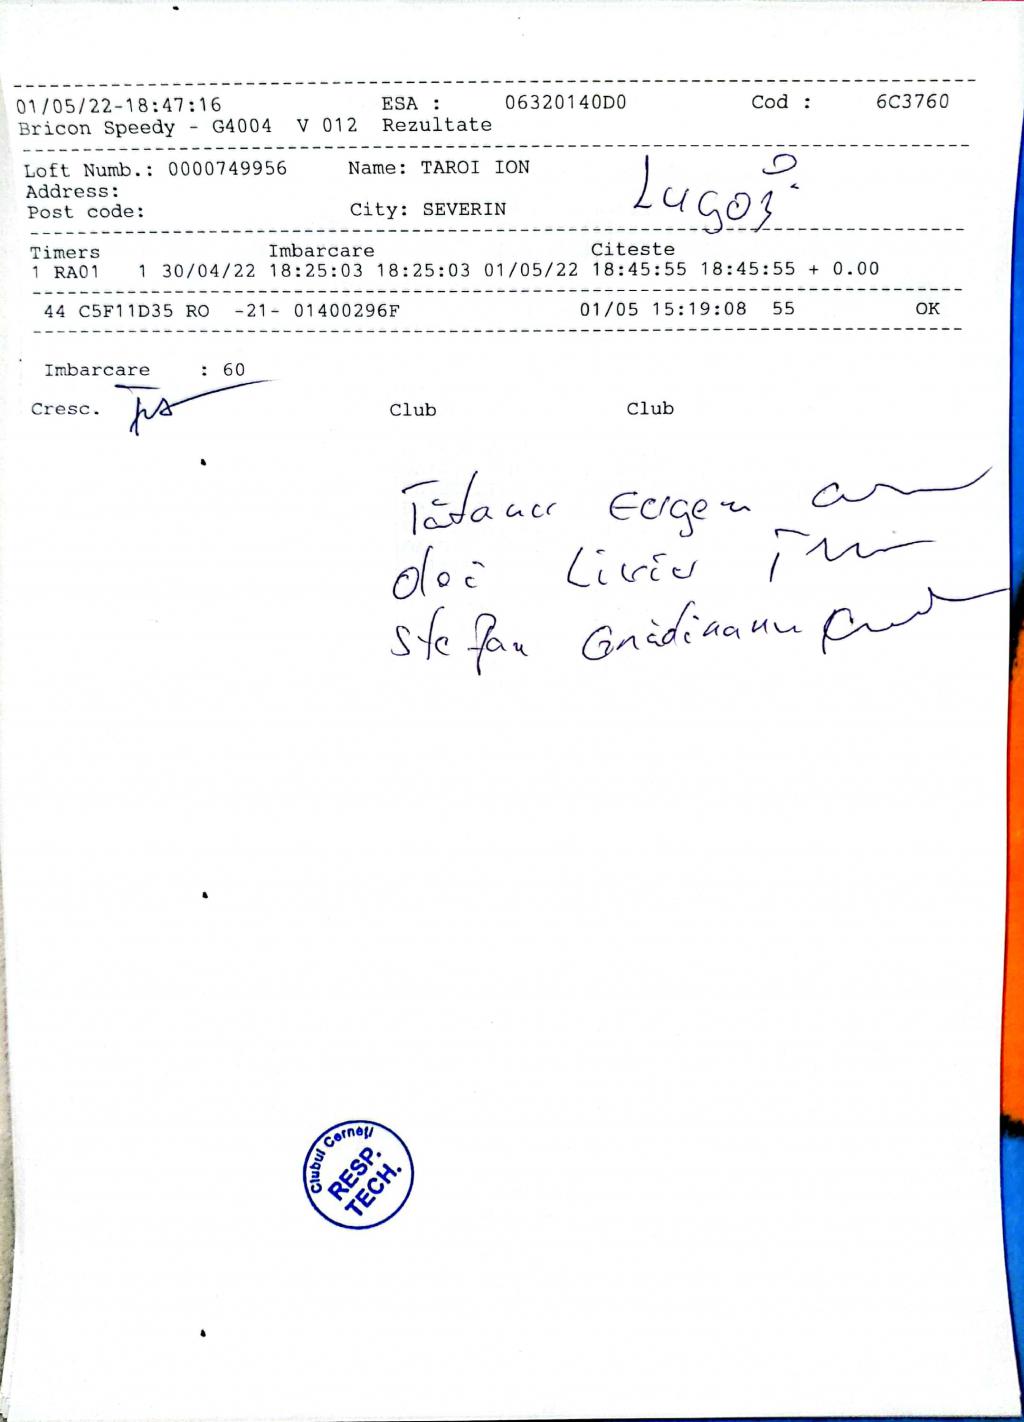 01/05/22-18:47:16 ESA : 06320140D0 Cod : 6C3760
Bricon Speedy - G4004 V 012 Rezultate
Loft Numb.: 0000749956 Name: TAROI ION
Lugoj
Address:
Post code: City: SEVERIN
Timers Imbarcare Citeste
1 RA01 1 30/04/22 18:25:03 18:25:03 01/05/22 18:45:55 18:45:55 + 0.00
44 C5F11D35 RO -21- 01400296F 01/05 15:19:08 55 OK
Imbarcare : 60
Cresc. Club Club
Eugen
Liviu
Stefan Grădinaru
Clubul Cerneți
RESP.
TECH.